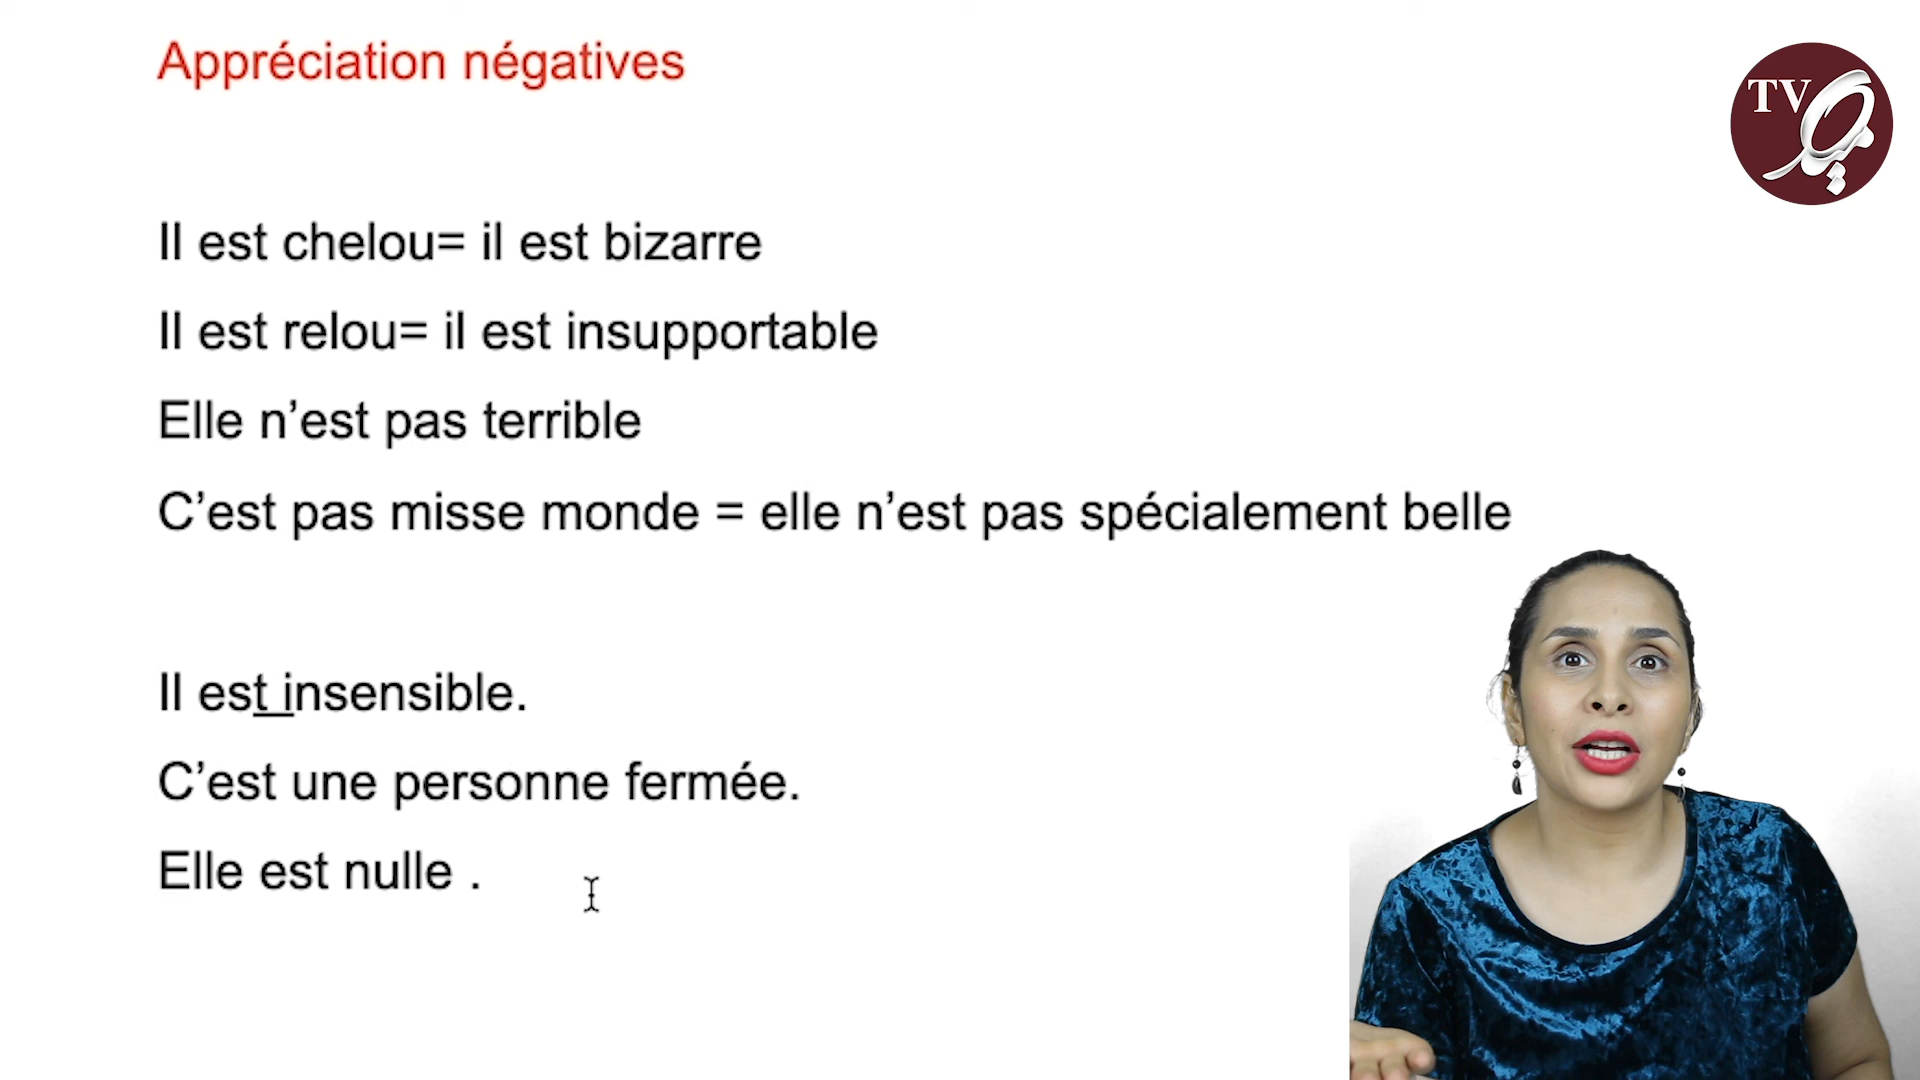 Appréciation négatives
TV
Il est chelou= il est bizarre
Il est relou= il est insupportable
Elle n’est pas terrible
C’est pas misse monde = elle n’est pas spécialement belle
Il est insensible.
C’est une personne fermée.
Elle est nulle .